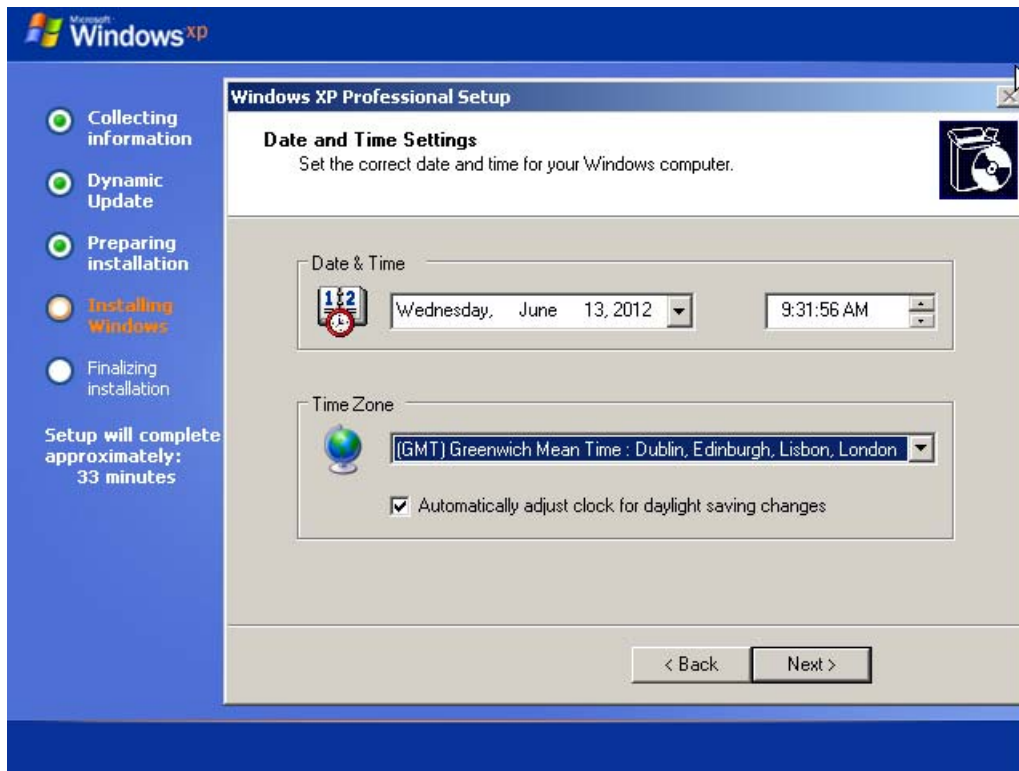 Microsoft
Windows xp
Collecting
information
Dynamic
Update
Preparing
installation
Installing
Windows
Finalizing
installation
Setup will complete
approximately:
33 minutes
Windows XP Professional Setup
Date and Time Settings
Set the correct date and time for your Windows computer.
Date & Time
12
Wednesday, June 13, 2012
9:31:56 AM
Time Zone
(GMT) Greenwich Mean Time : Dublin, Edinburgh, Lisbon, London
Automatically adjust clock for daylight saving changes
< Back
Next >